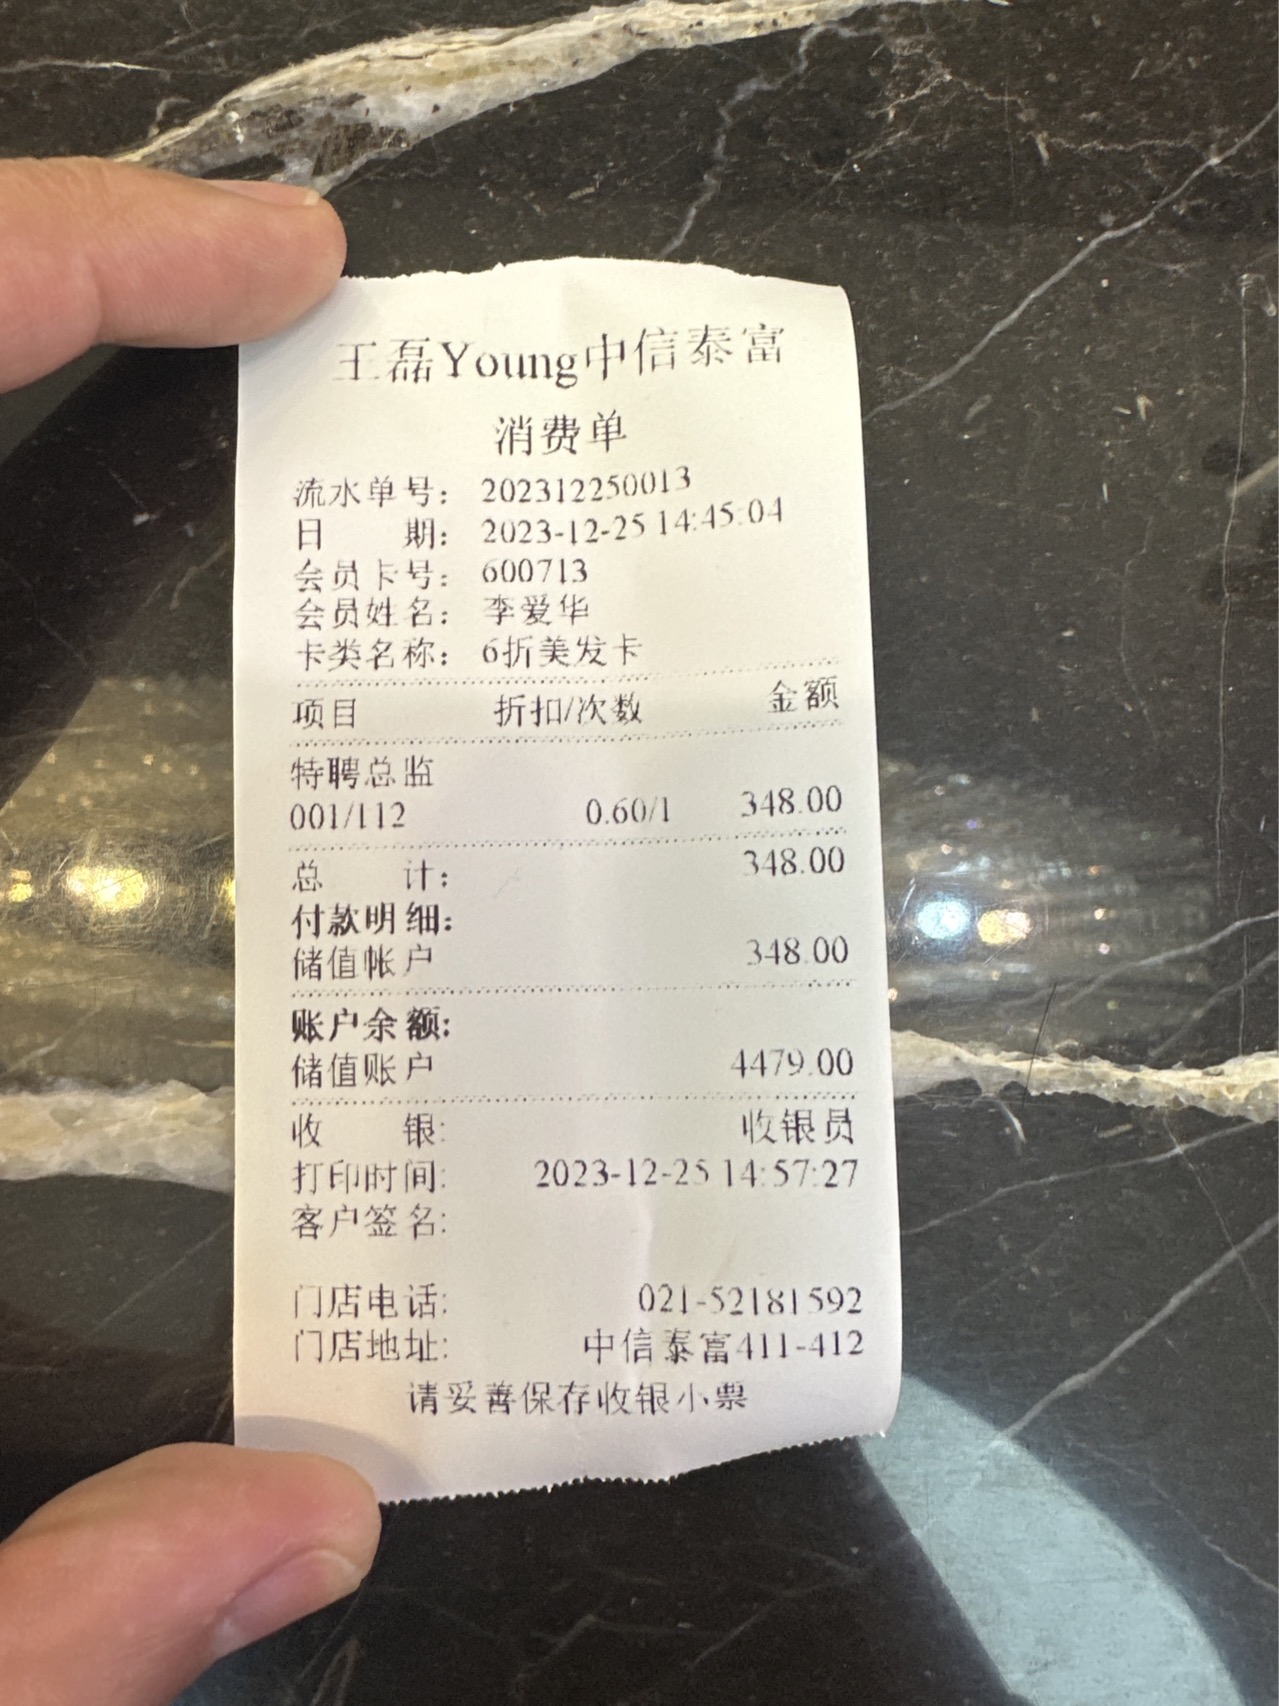 王磊Young中信泰富
消费单
流水单号： 202312250013
日 期： 2023-12-25 14:45:04
会员卡号： 600713
会员姓名： 李爱华
卡类名称： 6折美发卡
项目 折扣/次数 金额
特聘总监
001/112 0.60/1 348.00
总 计： 348.00
付款明细：
储值帐户 348.00
账户余额：
储值账户 4479.00
收 银: 收银员
打印时间: 2023-12-25 14:57:27
客户签名:
门店电话: 021-52181592
门店地址: 中信泰富411-412
请妥善保存收银小票